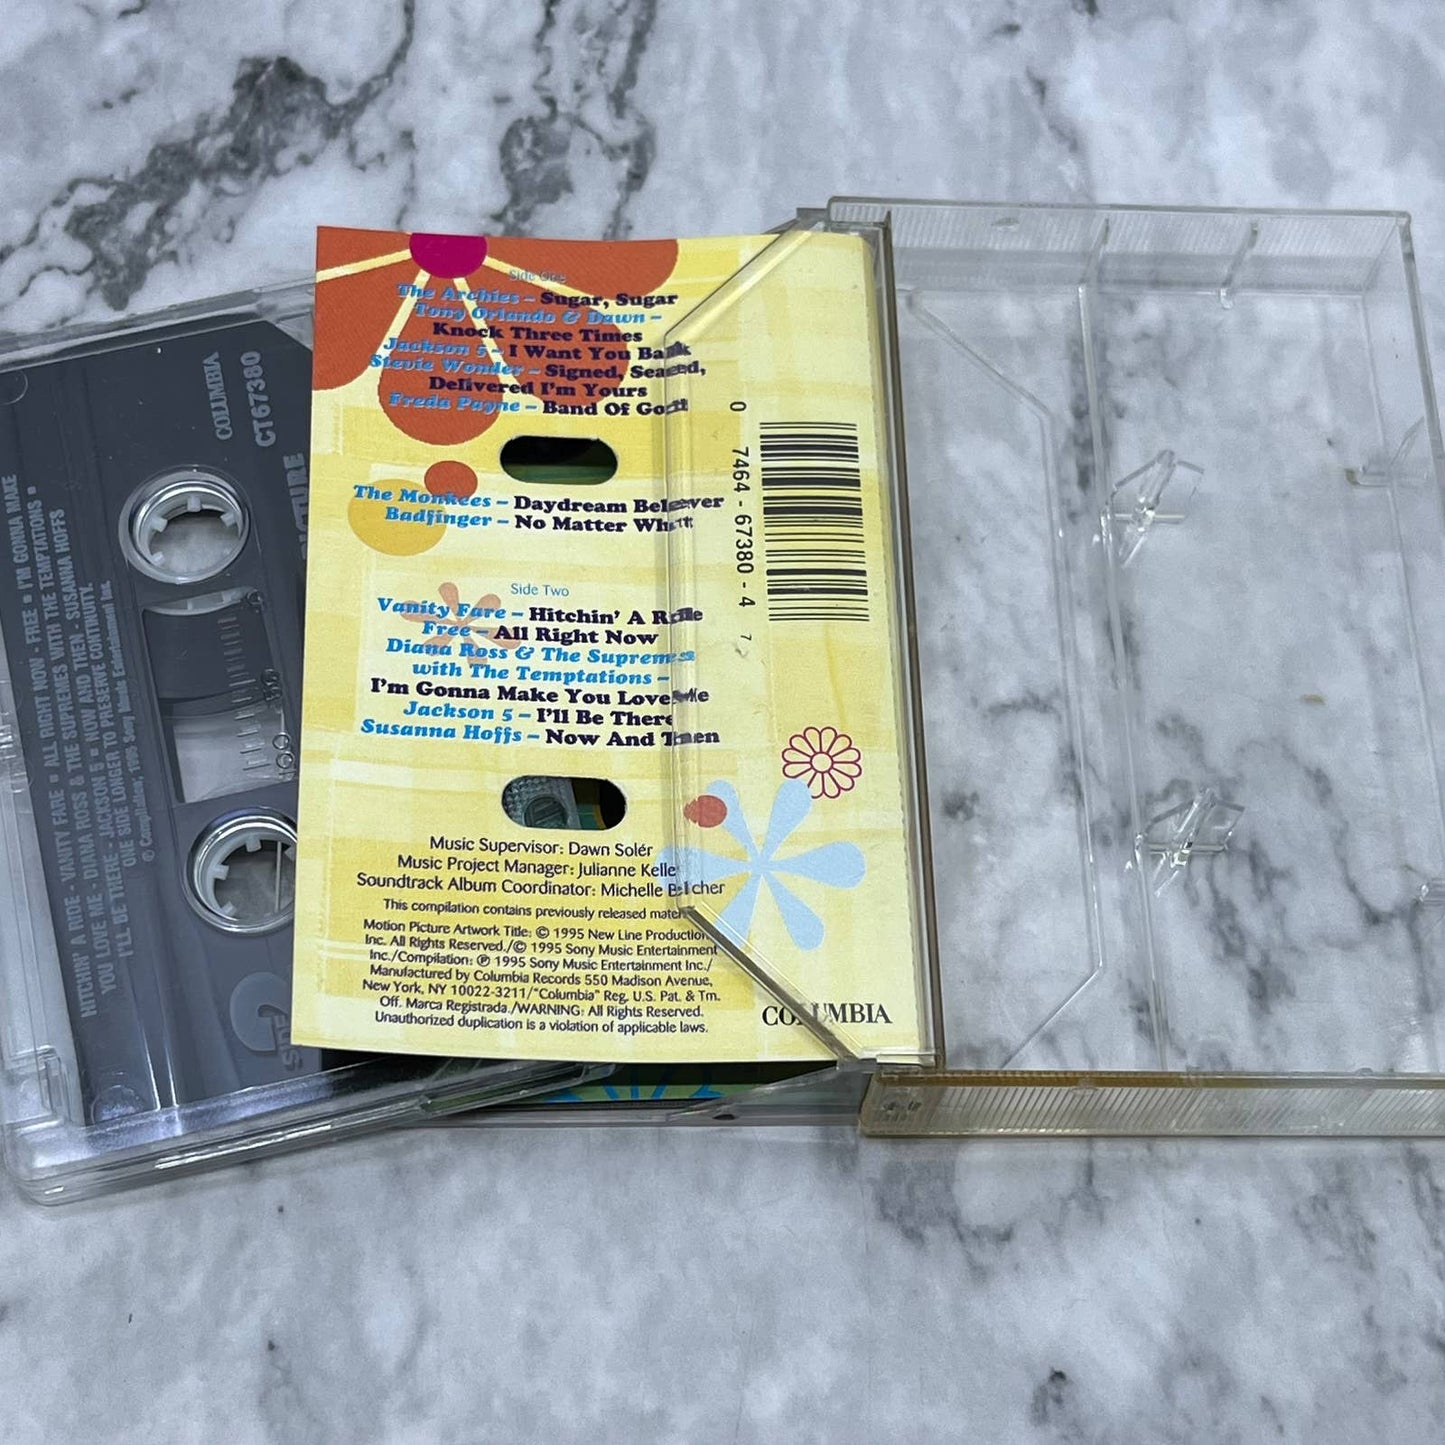 HITCHIN' A RIDE - VANITY FARE ■ ALL RIGHT NOW - FREE ■ I'M GONNA MAKE
YOU LOVE ME - DIANA ROSS & THE SUPREMES WITH THE TEMPTATIONS ■
I'LL BE THERE - JACKSON 5 ■ NOW AND THEN - SUSANNA HOFFS
ONE SIDE LONGER TO PRESERVE CONTINUITY.
© Compilation, 1995 Sony Music Entertainment Inc.
COLUMBIA
CT67380
SIDE 2
50
100
Side One
The Archies – Sugar, Sugar
Tony Orlando & Dawn –
Knock Three Times
Jackson 5 – I Want You Back
Stevie Wonder – Signed, Sealed,
Delivered I'm Yours
Freda Payne – Band Of Gold
The Monkees – Daydream Believer
Badfinger – No Matter What
Side Two
Vanity Fare – Hitchin' A Ride
Free – All Right Now
Diana Ross & The Supremes
with The Temptations –
I'm Gonna Make You Love Me
Jackson 5 – I'll Be There
Susanna Hoffs – Now And Then
Music Supervisor: Dawn Solér
Music Project Manager: Julianne Kelley
Soundtrack Album Coordinator: Michelle Belcher
This compilation contains previously released material.
Motion Picture Artwork Title: © 1995 New Line Productions,
Inc. All Rights Reserved./© 1995 Sony Music Entertainment
Inc./Compilation: ℗ 1995 Sony Music Entertainment Inc./
Manufactured by Columbia Records 550 Madison Avenue,
New York, NY 10022-3211/"Columbia" Reg. U.S. Pat. & Tm.
Off. Marca Registrada./WARNING: All Rights Reserved.
Unauthorized duplication is a violation of applicable laws.
0 7464-67380-4 7
COLUMBIA